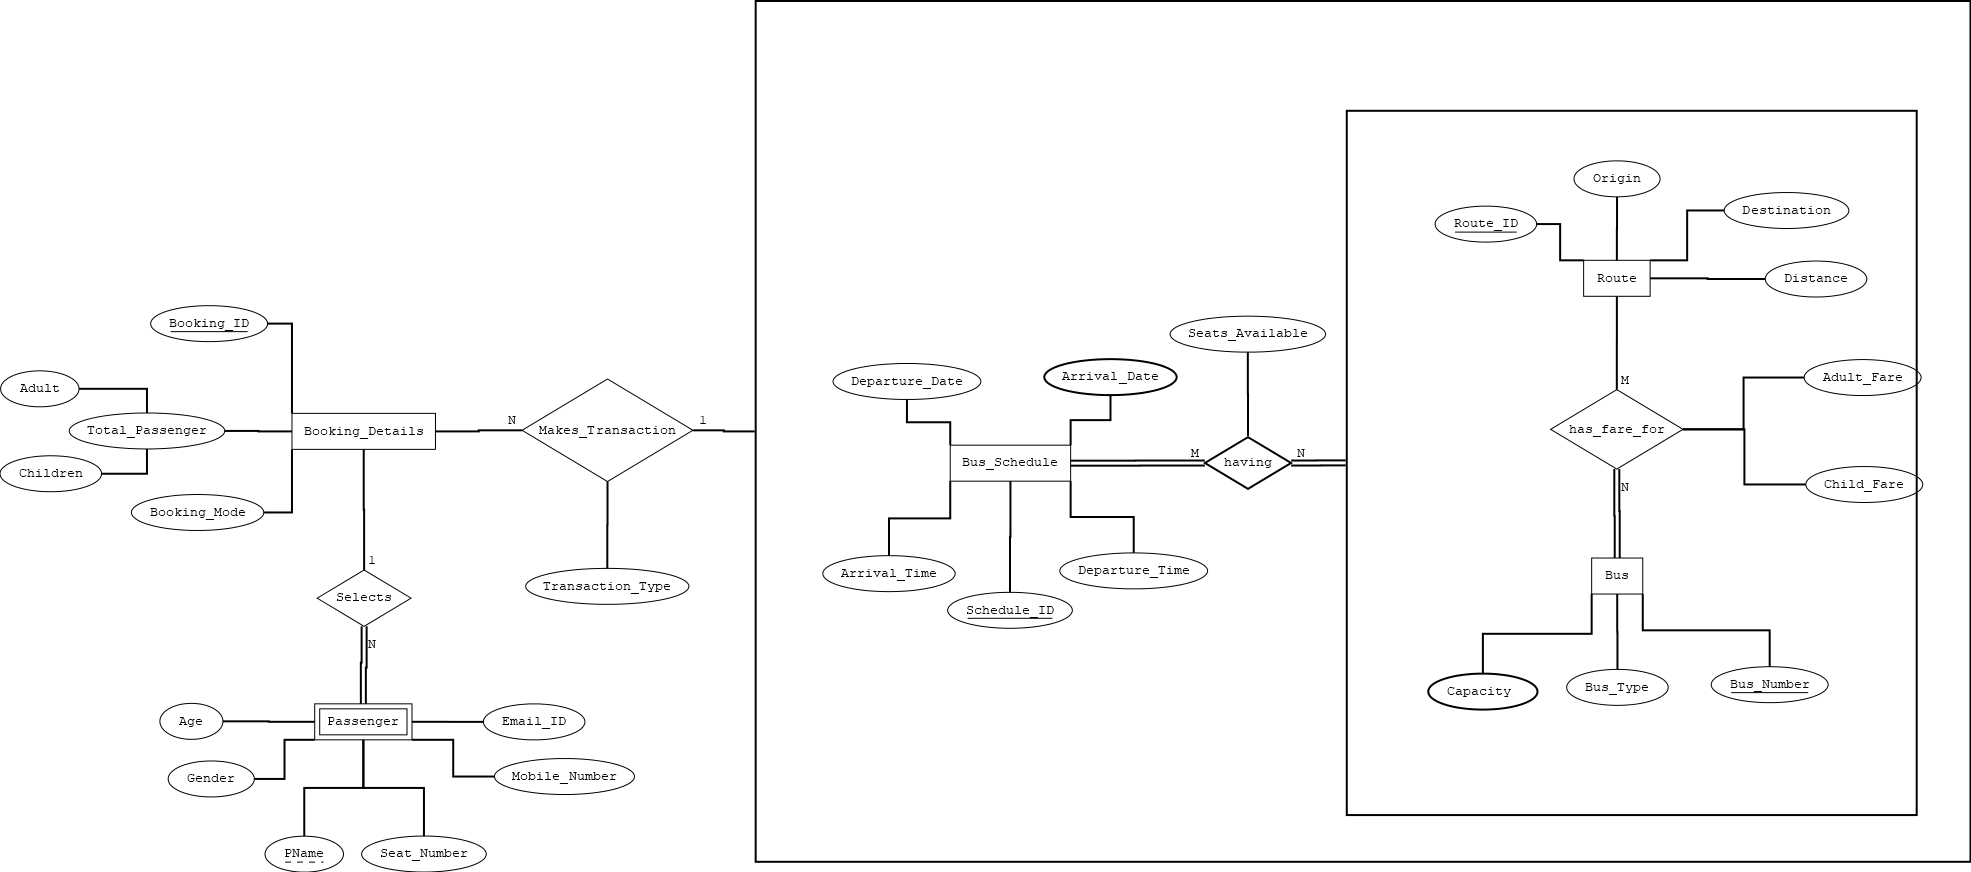 Origin
Route_ID
Destination
Route
Distance
Booking_ID
Seats_Available
Departure_Date
Arrival_Date
Adult
M
Adult_Fare
Total_Passenger
Booking_Details
N
Makes_Transaction
1
has_fare_for
Children
Bus_Schedule
M
having
N
Child_Fare
N
Booking_Mode
1
Selects
N
Arrival_Time
Schedule_ID
Departure_Time
Transaction_Type
Bus
Capacity
Bus_Type
Bus_Number
Age
Passenger
Email_ID
Gender
Mobile_Number
PName
Seat_Number